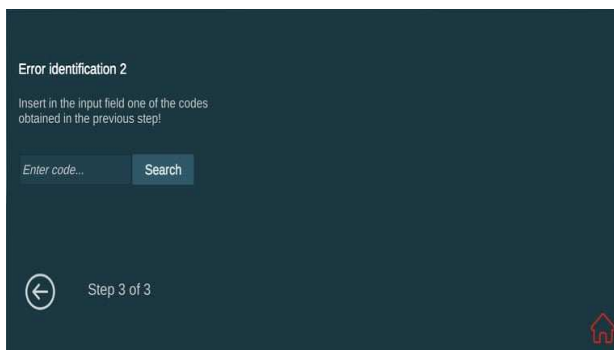 Error identification 2
Insert in the input field one of the codes
obtained in the previous step!
Enter code...
Search
Step 3 of 3